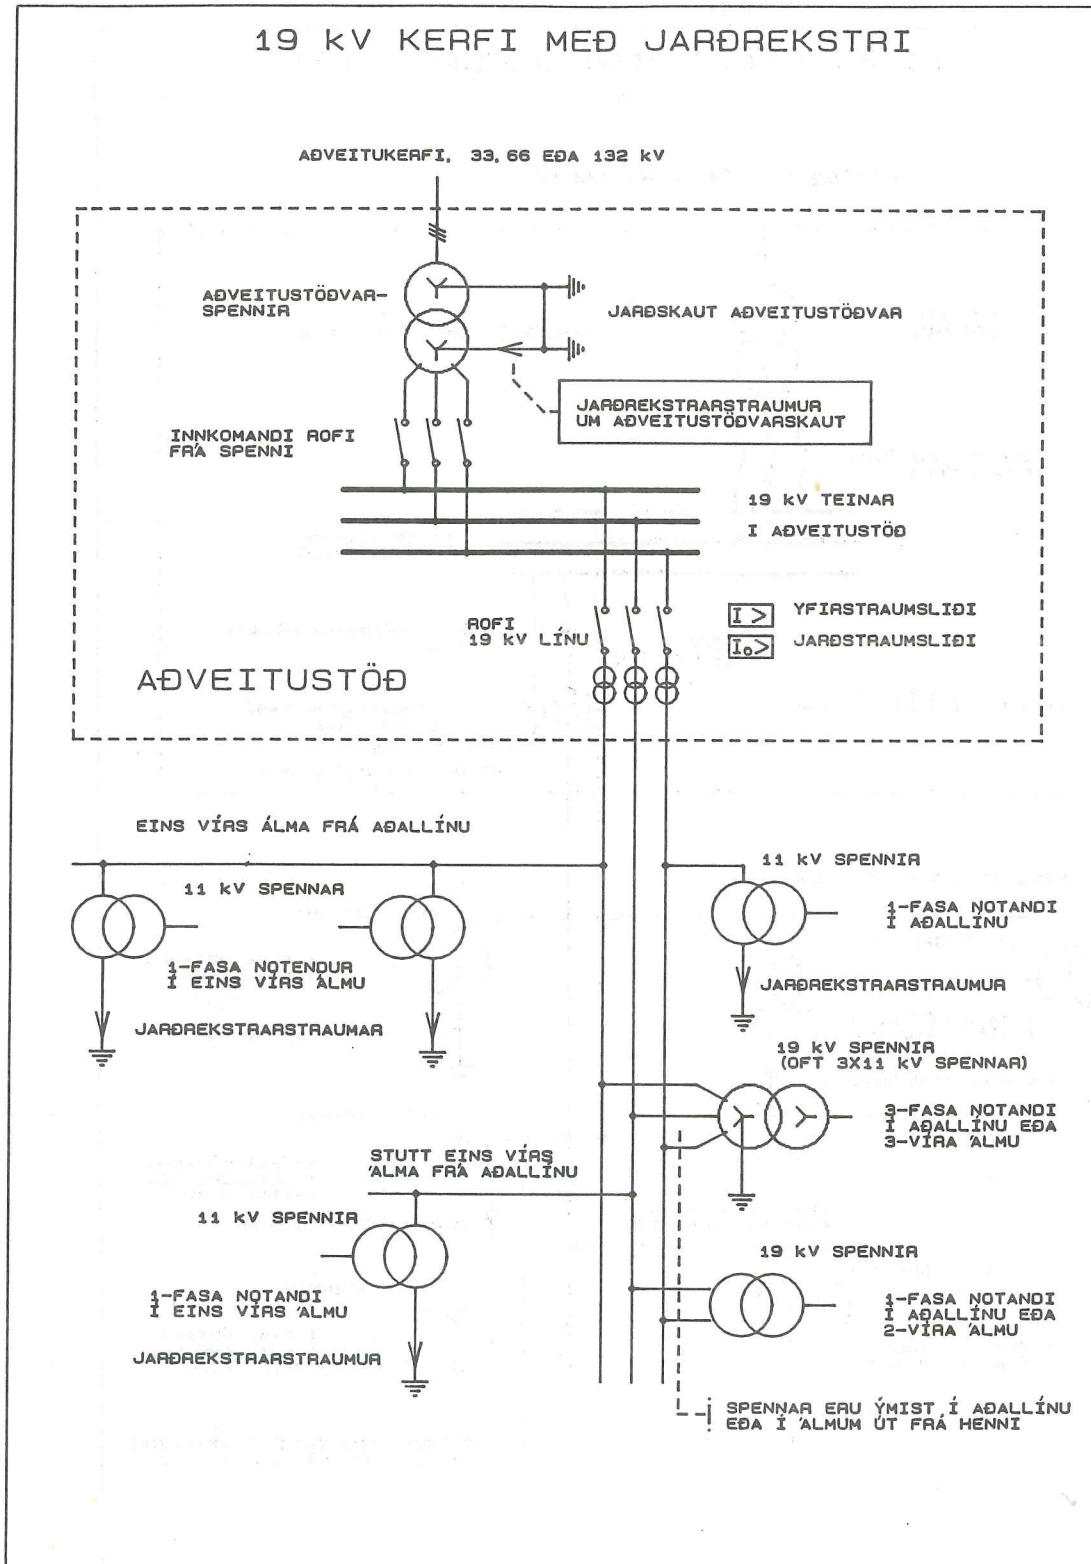 19 kV KERFI MEÐ JARÐREKSTRI
AÐVEITUKERFI, 33,66 EÐA 132 kV
AÐVEITUSTÖÐVAR-
SPENNIR
JARÐSKAUT AÐVEITUSTÖÐVAR
JARÐREKSTRARSTRAUMUR
UM AÐVEITUSTÖÐVARSKAUT
INNKOMANDI ROFI
FRÁ SPENNI
19 kV TEINAR
I AÐVEITUSTÖÐ
ROFI
19 kV LÍNU
I > YFIRSTRAUMSLIÐI
I₀> JARÐSTRAUMSLIÐI
AÐVEITUSTÖÐ
EINS VÍRS ÁLMA FRÁ AÐALLÍNU
11 kV SPENNAR
1-FASA NOTENDUR
Í EINS VÍRS ÁLMU
JARÐREKSTRARSTRAUMAR
11 kV SPENNIR
1-FASA NOTANDI
Í AÐALLÍNU
JARÐREKSTRARSTRAUMUR
19 kV SPENNIR
(OFT 3X11 kV SPENNAR)
3-FASA NOTANDI
Í AÐALLÍNU EÐA
3-VÍRA ÁLMU
STUTT EINS VÍRS
ÁLMA FRÁ AÐALLÍNU
11 kV SPENNIR
1-FASA NOTANDI
Í EINS VÍRS ÁLMU
JARÐREKSTRARSTRAUMUR
19 kV SPENNIR
1-FASA NOTANDI
Í AÐALLÍNU EÐA
2-VÍRA ÁLMU
SPENNAR ERU ÝMIST Í AÐALLÍNU
EÐA Í ÁLMUM ÚT FRÁ HENNI